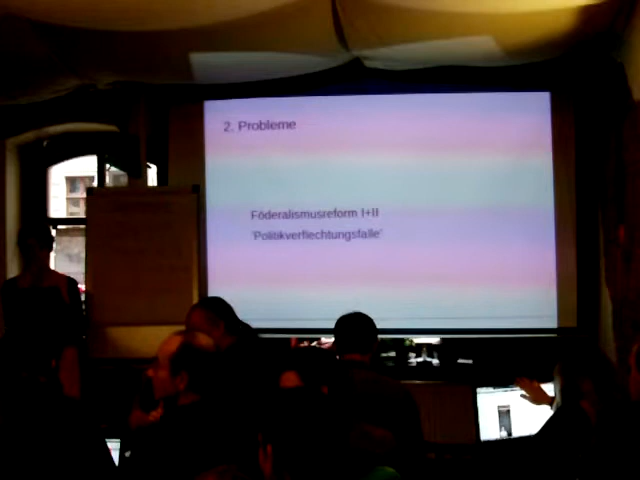 2. Probleme
Föderalismusreform I+II
'Politikverflechtungsfalle'